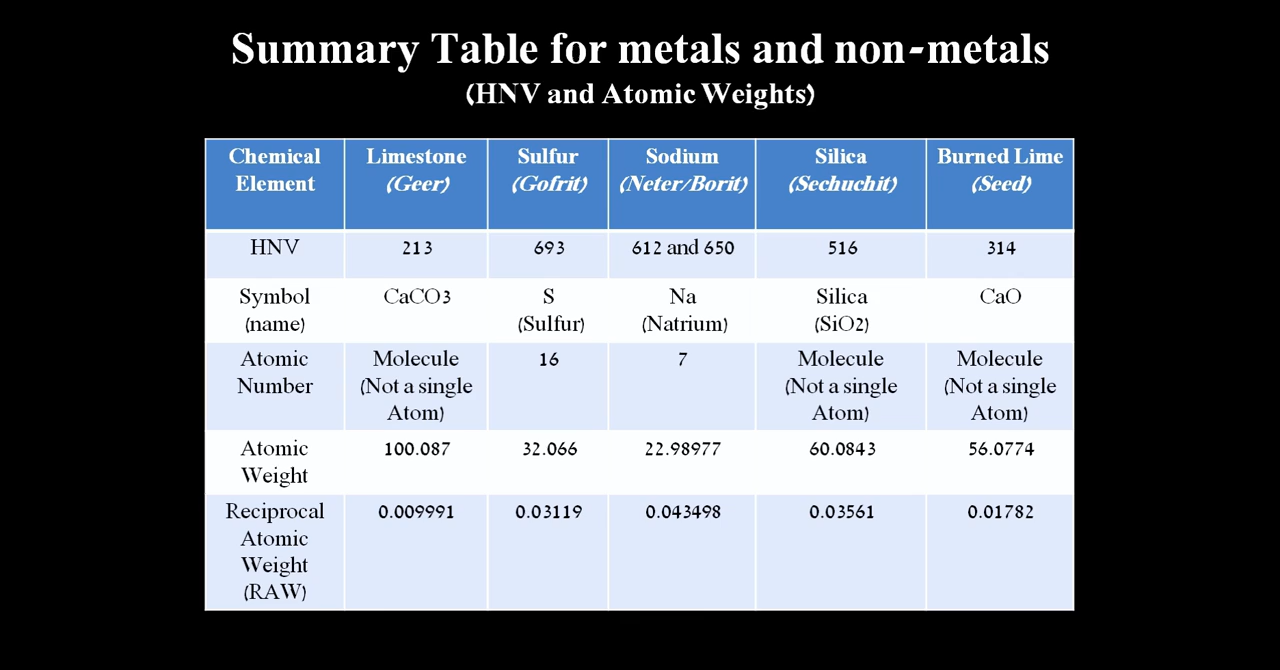 Summary Table for metals and non-metals
(HNV and Atomic Weights)
Chemical Element Limestone (Geer) Sulfur (Gofrit) Sodium (Neter/Borit) Silica (Sechuchit) Burned Lime (Seed)
HNV 213 693 612 and 650 516 314
Symbol (name) CaCO3 S (Sulfur) Na (Natrium) Silica (SiO2) CaO
Atomic Number Molecule (Not a single Atom) 16 7 Molecule (Not a single Atom) Molecule (Not a single Atom)
Atomic Weight 100.087 32.066 22.98977 60.0843 56.0774
Reciprocal Atomic Weight (RAW) 0.009991 0.03119 0.043498 0.03561 0.01782